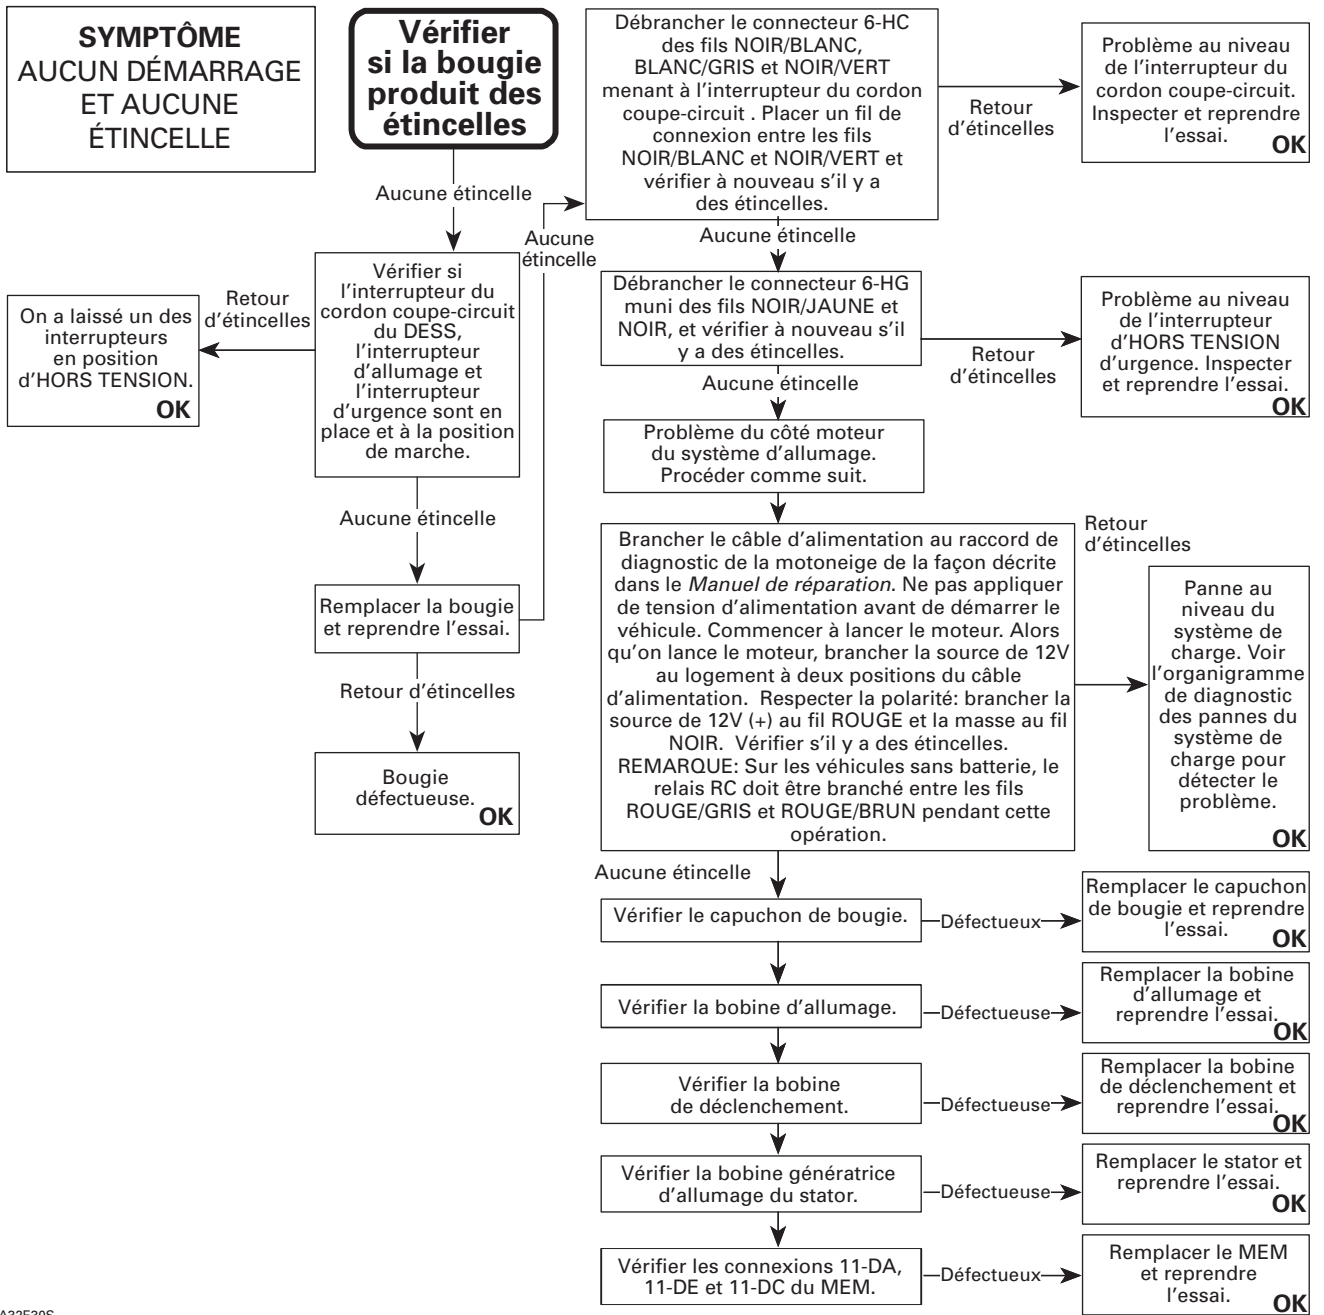 SYMPTÔME
AUCUN DÉMARRAGE
ET AUCUNE
ÉTINCELLE
Vérifier
si la bougie
produit des
étincelles
Aucune étincelle
Vérifier si
l'interrupteur du
cordon coupe-circuit
du DESS,
l'interrupteur
d'allumage et
l'interrupteur
d'urgence sont en
place et à la position
de marche.
Retour
d'étincelles
On a laissé un des
interrupteurs
en position
d'HORS TENSION.
OK
Aucune étincelle
Remplacer la bougie
et reprendre l'essai.
Retour d'étincelles
Bougie
défectueuse.
OK
Aucune
étincelle
Débrancher le connecteur 6-HC
des fils NOIR/BLANC,
BLANC/GRIS et NOIR/VERT
menant à l'interrupteur du cordon
coupe-circuit . Placer un fil de
connexion entre les fils
NOIR/BLANC et NOIR/VERT et
vérifier à nouveau s'il y a
des étincelles.
Retour
d'étincelles
Problème au niveau
de l'interrupteur du
cordon coupe-circuit.
Inspecter et reprendre
l'essai.
OK
Aucune étincelle
Débrancher le connecteur 6-HG
muni des fils NOIR/JAUNE et
NOIR, et vérifier à nouveau s'il
y a des étincelles.
Retour
d'étincelles
Problème au niveau
de l'interrupteur
d'HORS TENSION
d'urgence. Inspecter
et reprendre l'essai.
OK
Aucune étincelle
Problème du côté moteur
du système d'allumage.
Procéder comme suit.
Brancher le câble d'alimentation au raccord de
diagnostic de la motoneige de la façon décrite
dans le Manuel de réparation. Ne pas appliquer
de tension d'alimentation avant de démarrer le
véhicule. Commencer à lancer le moteur. Alors
qu'on lance le moteur, brancher la source de 12V
au logement à deux positions du câble
d'alimentation. Respecter la polarité: brancher la
source de 12V (+) au fil ROUGE et la masse au fil
NOIR. Vérifier s'il y a des étincelles.
REMARQUE: Sur les véhicules sans batterie, le
relais RC doit être branché entre les fils
ROUGE/GRIS et ROUGE/BRUN pendant cette
opération.
Retour
d'étincelles
Panne au
niveau du
système de
charge. Voir
l'organigramme
de diagnostic
des pannes du
système de
charge pour
détecter le
problème.
OK
Aucune étincelle
Vérifier le capuchon de bougie.
Défectueux
Remplacer le capuchon
de bougie et reprendre
l'essai.
OK
Vérifier la bobine d'allumage.
Défectueuse
Remplacer la bobine
d'allumage et
reprendre l'essai.
OK
Vérifier la bobine
de déclenchement.
Défectueuse
Remplacer la bobine
de déclenchement et
reprendre l'essai.
OK
Vérifier la bobine génératrice
d'allumage du stator.
Défectueuse
Remplacer le stator et
reprendre l'essai.
OK
Vérifier les connexions 11-DA,
11-DE et 11-DC du MEM.
Défectueux
Remplacer le MEM
et reprendre
l'essai.
OK